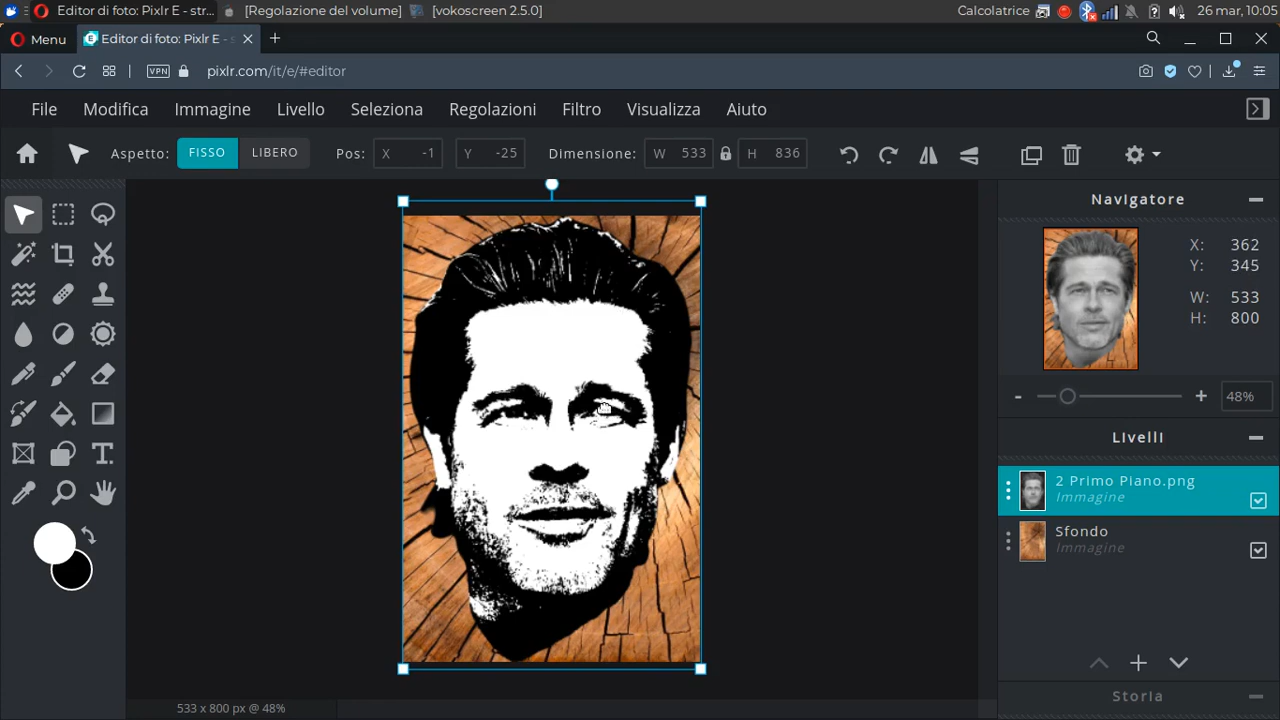 Editor di foto: Pixlr E - str... [Regolazione del volume] [vokoscreen 2.5.0] Calcolatrice 26 mar, 10:05
Menu Editor di foto: Pixlr E - s
VPN pixlr.com/it/e/#editor
File Modifica Immagine Livello Seleziona Regolazioni Filtro Visualizza Aiuto
Aspetto: FISSO LIBERO Pos: X -1 Y -25 Dimensione: W 533 H 836
Navigatore
X: 362
Y: 345
W: 533
H: 800
- + 48%
Livelli
2 Primo Piano.png
Immagine
Sfondo
Immagine
Storia
533 x 800 px @ 48%